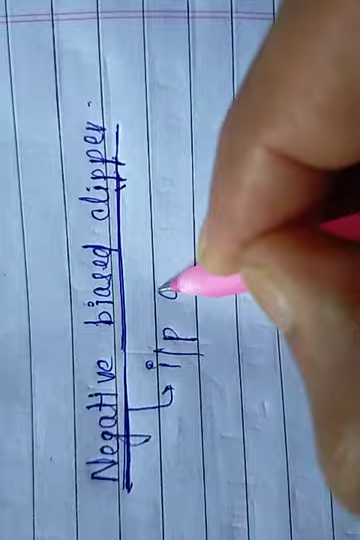 Negative biased clipper.
↳ i/p